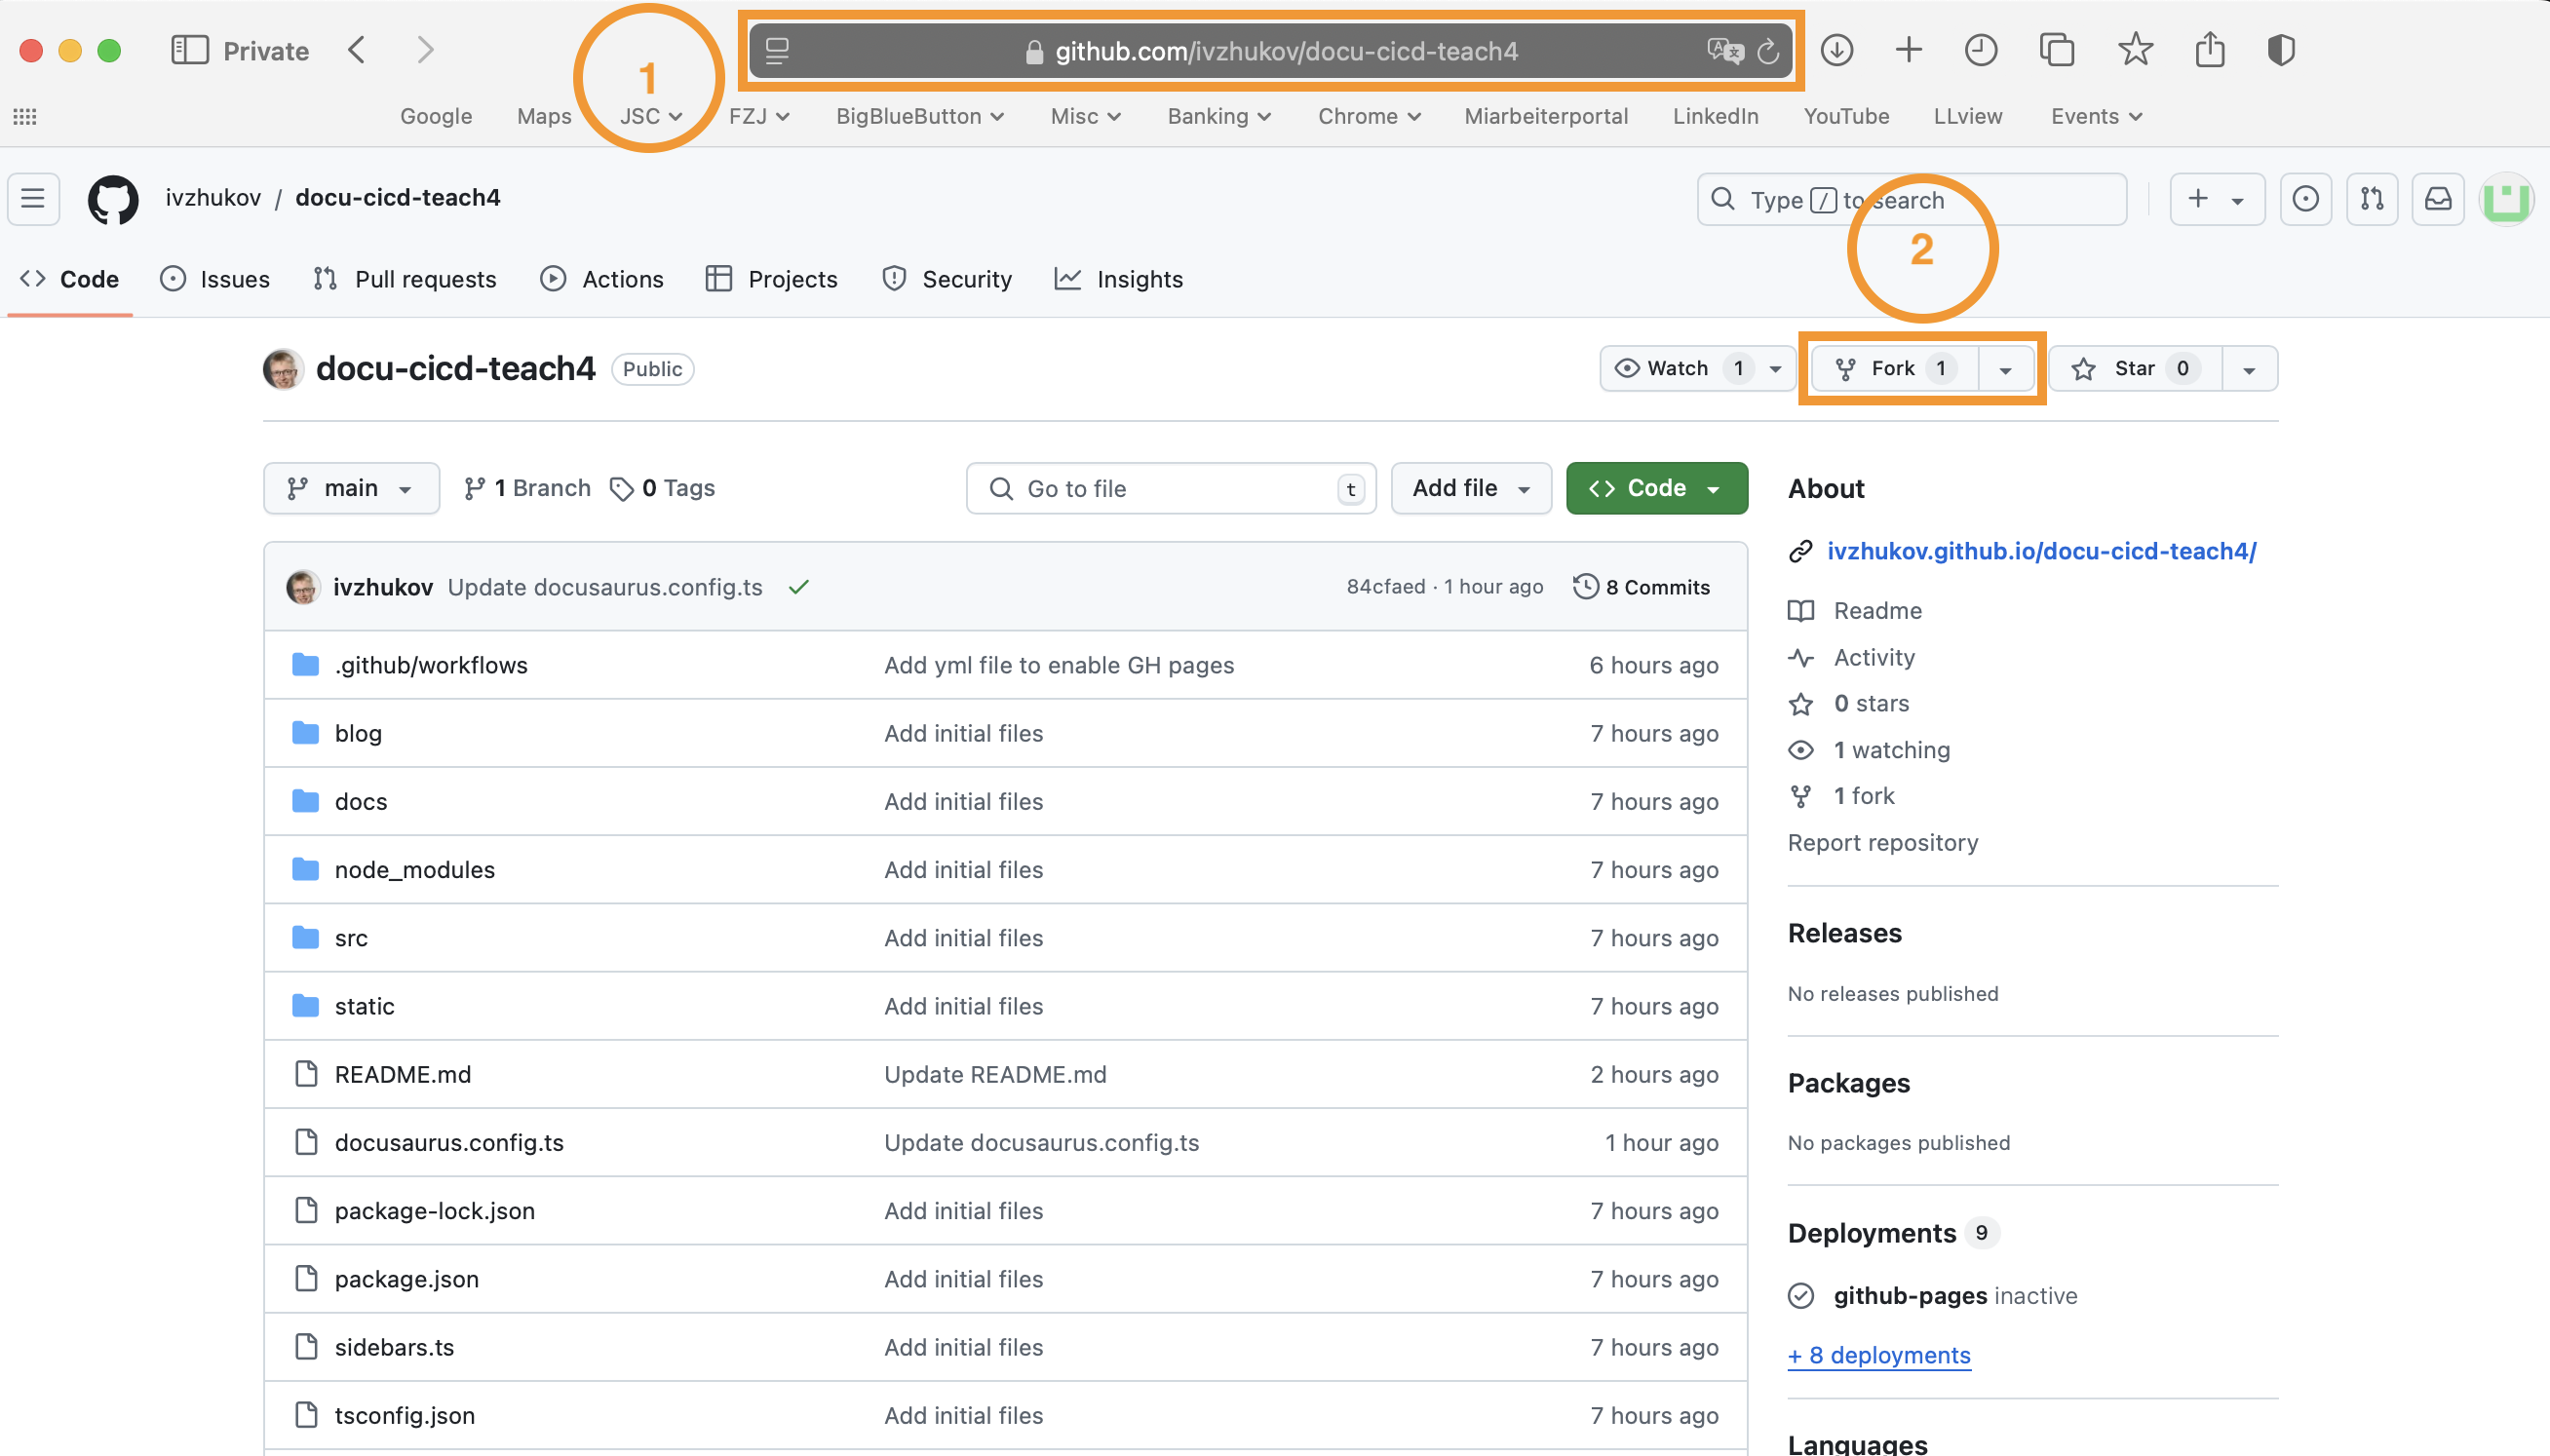 Private
1
github.com/ivzhukov/docu-cicd-teach4
Google Maps JSC FZJ BigBlueButton Misc Banking Chrome Miarbeiterportal LinkedIn YouTube LLview Events
ivzhukov / docu-cicd-teach4
Type / to search
2
Code Issues Pull requests Actions Projects Security Insights
docu-cicd-teach4 Public
Watch 1 Fork 1 Star 0
main 1 Branch 0 Tags
Go to file t
Add file
Code
ivzhukov Update docusaurus.config.ts 84cfaed · 1 hour ago 8 Commits
.github/workflows Add yml file to enable GH pages 6 hours ago
blog Add initial files 7 hours ago
docs Add initial files 7 hours ago
node_modules Add initial files 7 hours ago
src Add initial files 7 hours ago
static Add initial files 7 hours ago
README.md Update README.md 2 hours ago
docusaurus.config.ts Update docusaurus.config.ts 1 hour ago
package-lock.json Add initial files 7 hours ago
package.json Add initial files 7 hours ago
sidebars.ts Add initial files 7 hours ago
tsconfig.json Add initial files 7 hours ago
About
ivzhukov.github.io/docu-cicd-teach4/
Readme
Activity
0 stars
1 watching
1 fork
Report repository
Releases
No releases published
Packages
No packages published
Deployments 9
github-pages inactive
+ 8 deployments
Languages